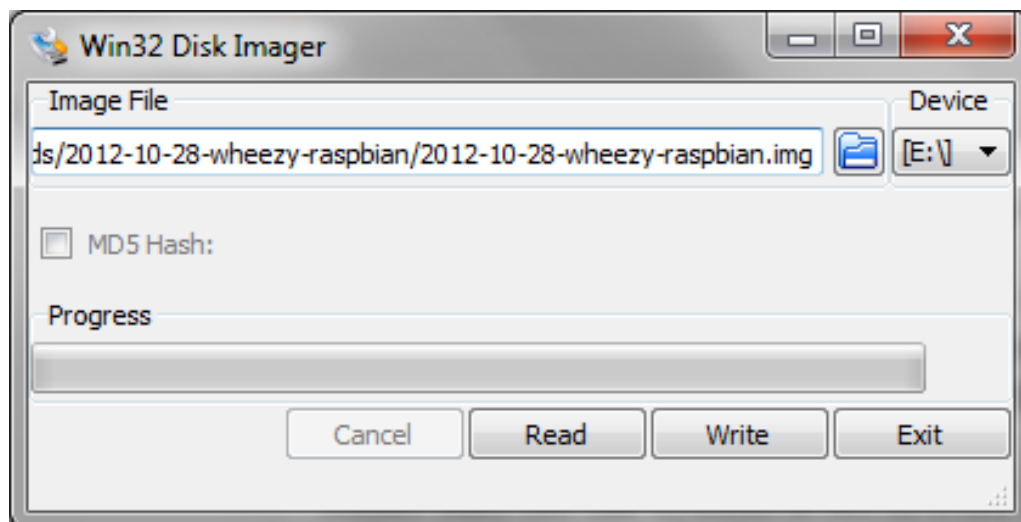 Win32 Disk Imager
Image File
Device
ds/2012-10-28-wheezy-raspbian/2012-10-28-wheezy-raspbian.img
[E:\]
MD5 Hash:
Progress
Cancel
Read
Write
Exit